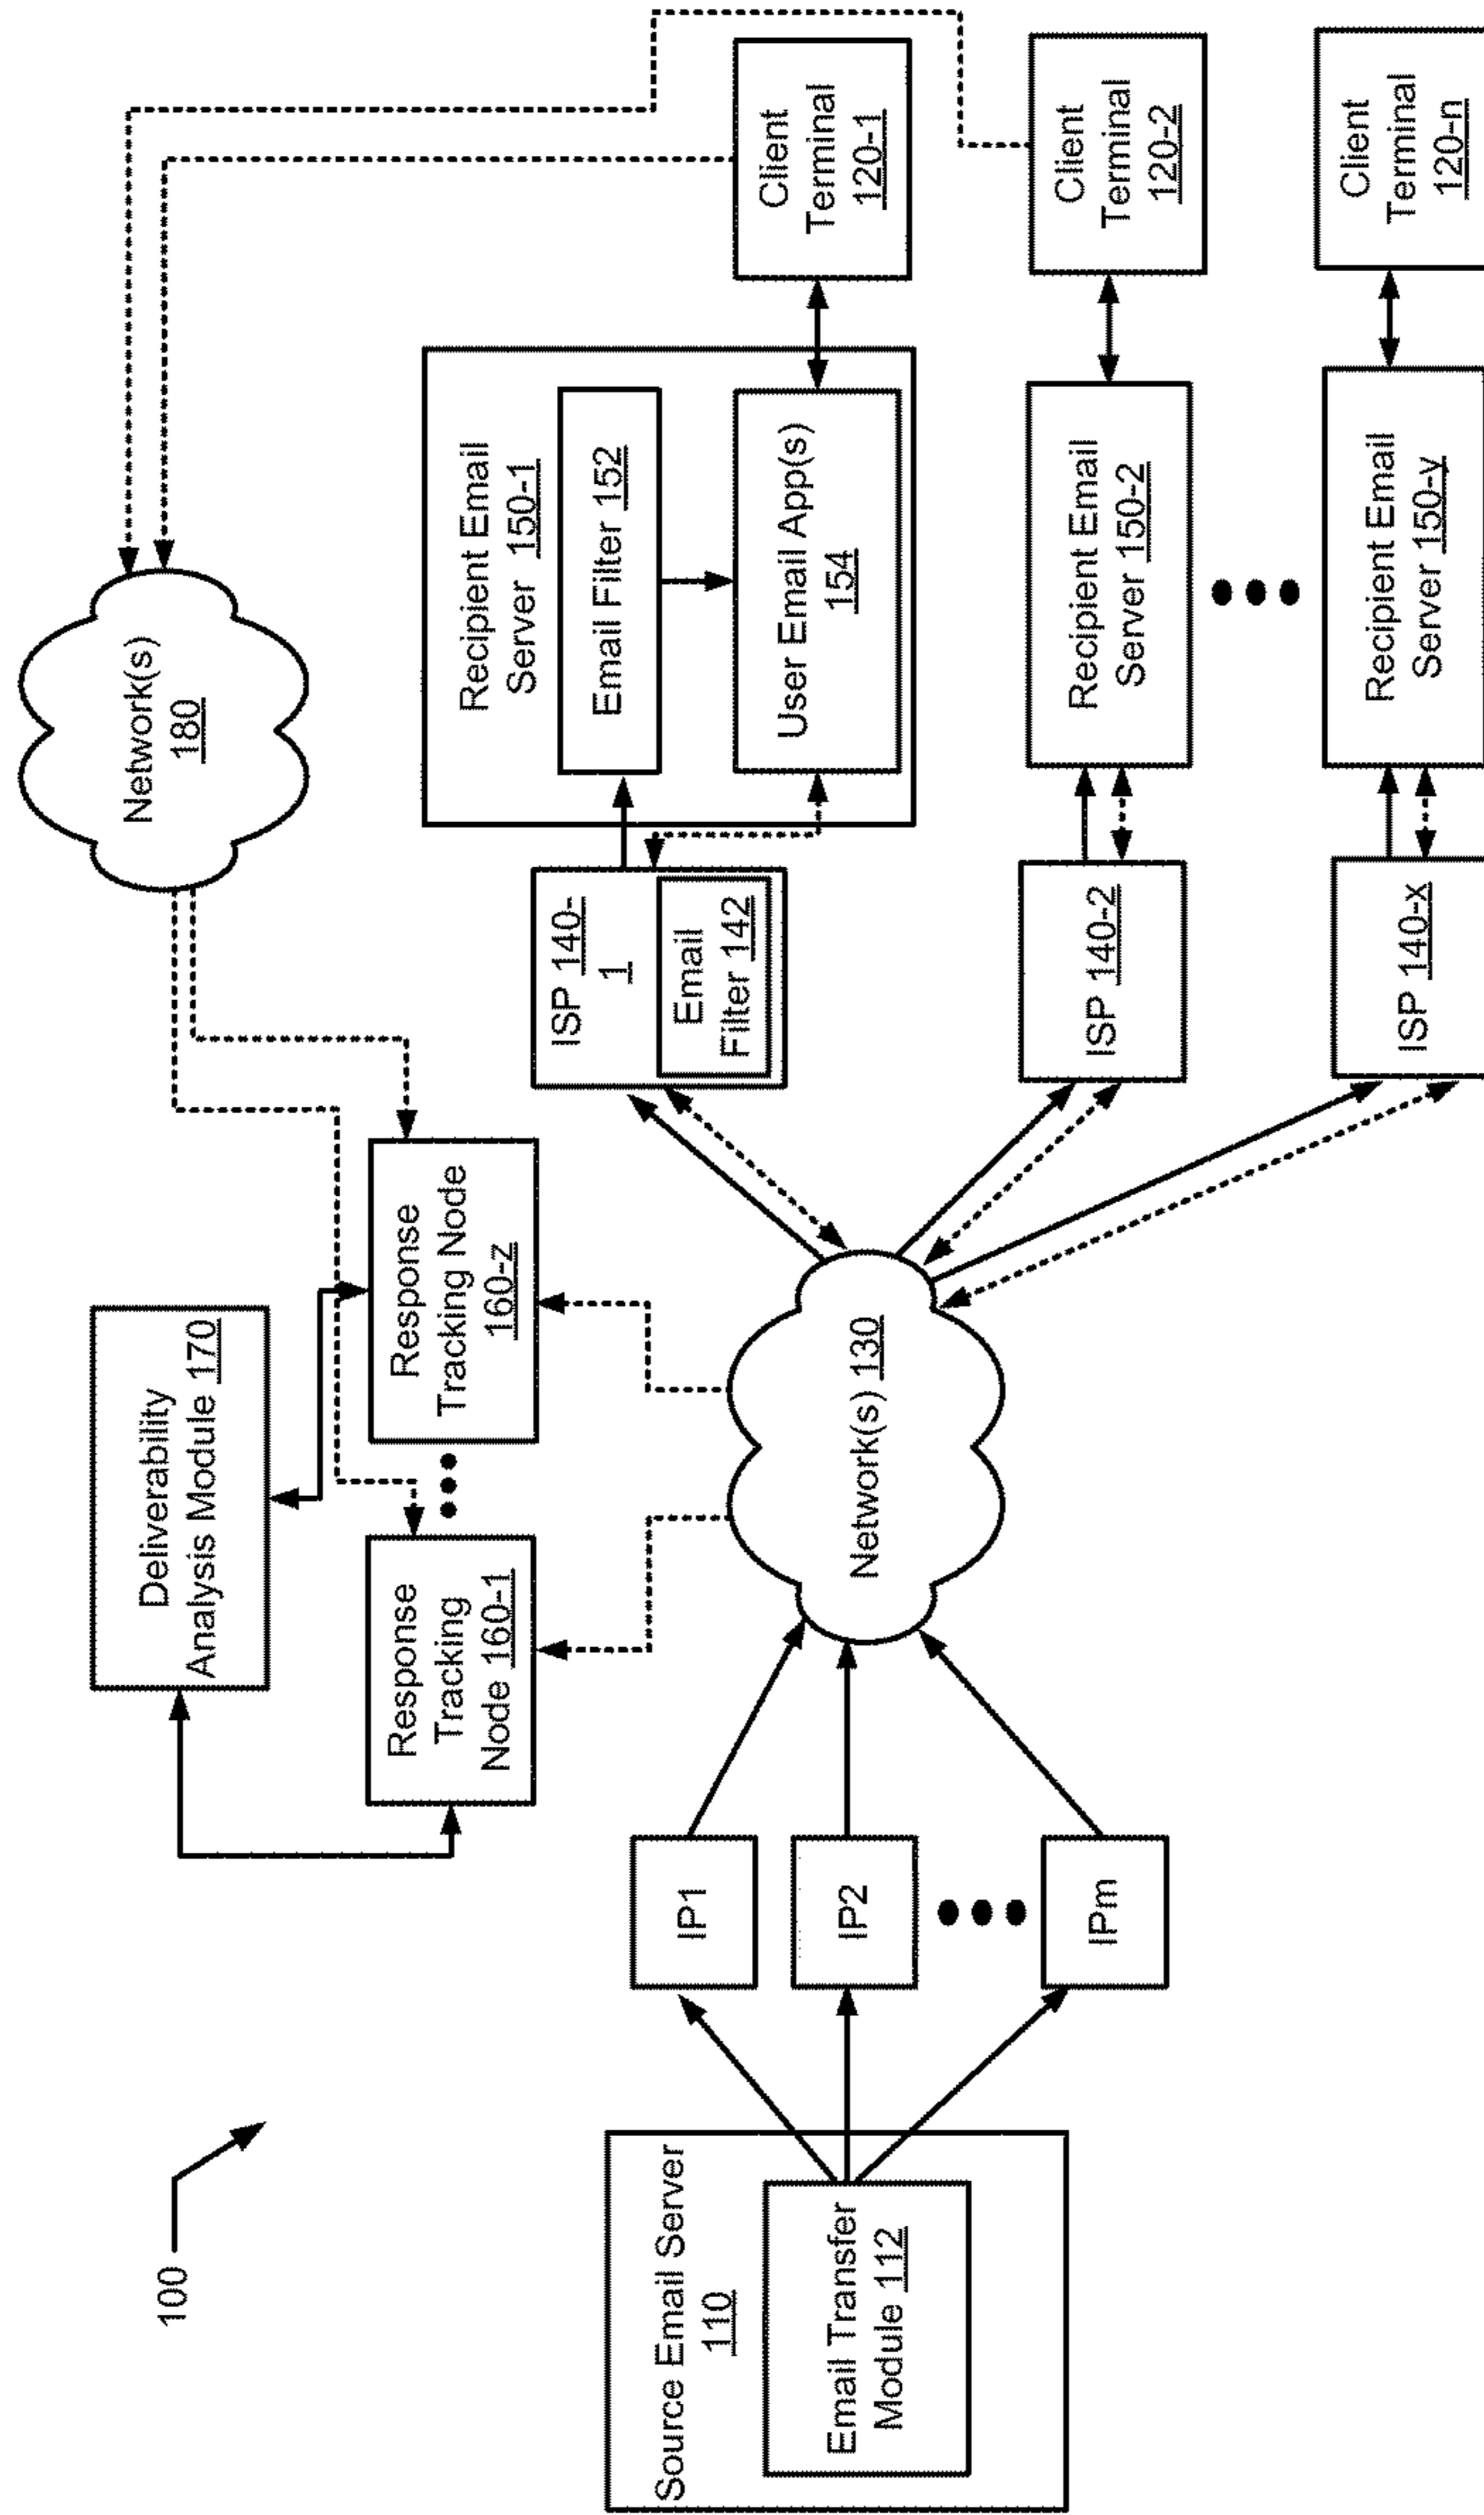 100
Source Email Server
110
Email Transfer
Module 112
IP1
IP2
IPm
Deliverability
Analysis Module 170
Response
Tracking
Node 160-1
Response
Tracking Node
160-z
Network(s) 130
Network(s)
180
ISP 140-
1
Email
Filter 142
ISP 140-2
ISP 140-x
Recipient Email
Server 150-1
Email Filter 152
User Email App(s)
154
Recipient Email
Server 150-2
Recipient Email
Server 150-y
Client
Terminal
120-1
Client
Terminal
120-2
Client
Terminal
120-n